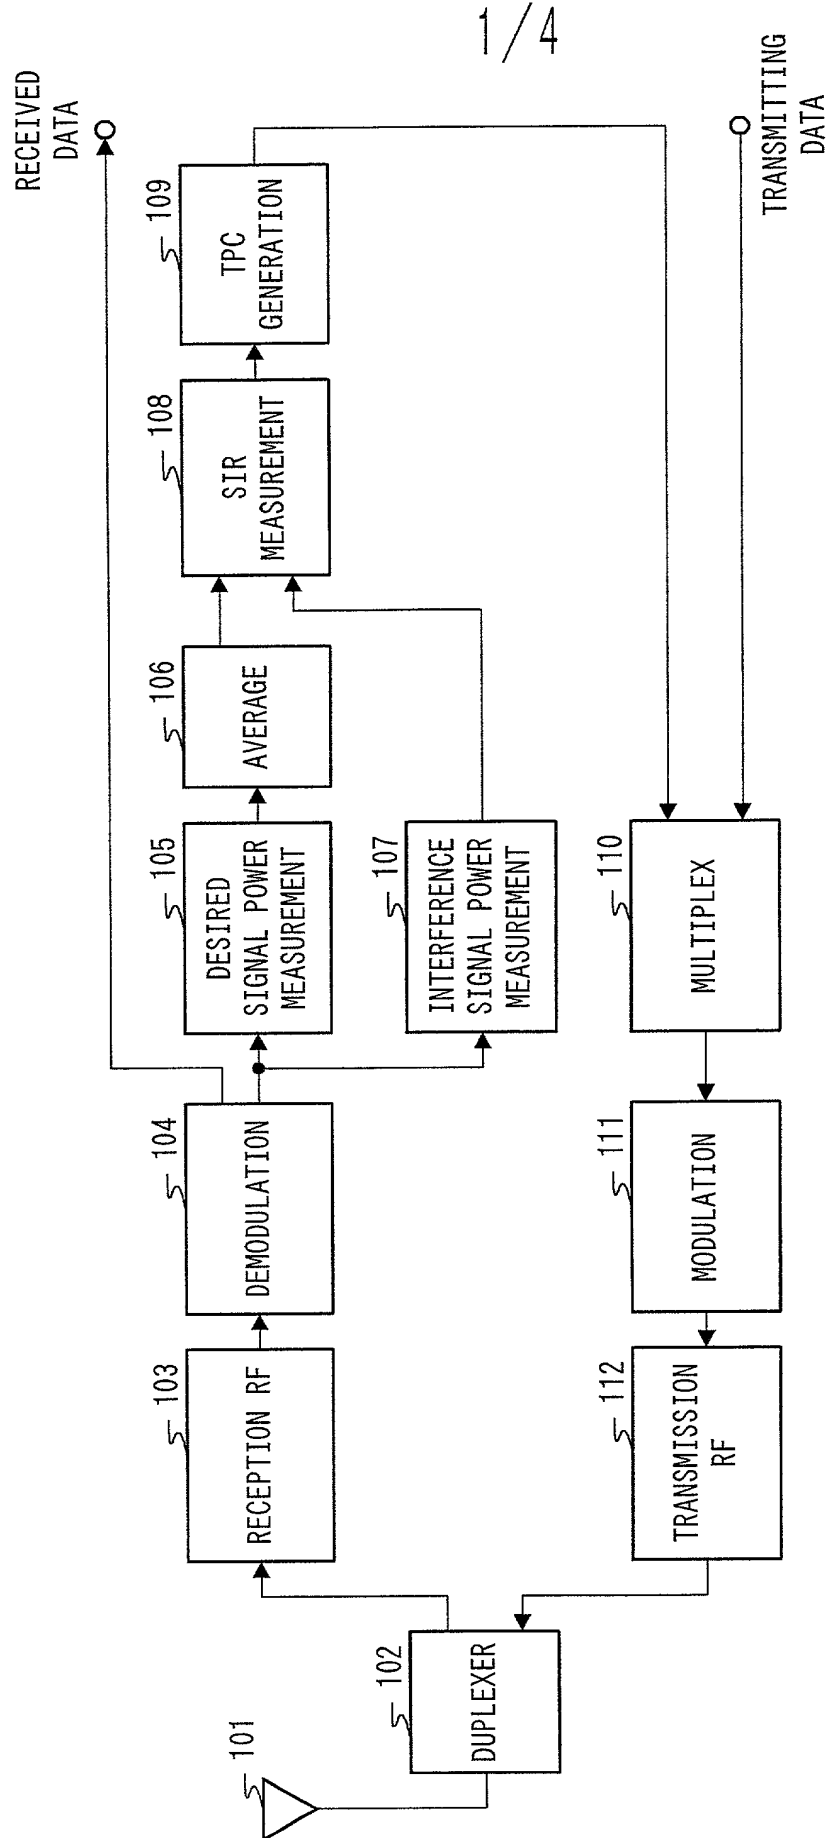 1/4
RECEIVED
DATA
101
102
DUPLEXER
103
RECEPTION RF
104
DEMODULATION
105
DESIRED
SIGNAL POWER
MEASUREMENT
106
AVERAGE
107
INTERFERENCE
SIGNAL POWER
MEASUREMENT
108
SIR
MEASUREMENT
109
TPC
GENERATION
110
MULTIPLEX
111
MODULATION
112
TRANSMISSION
RF
TRANSMITTING
DATA